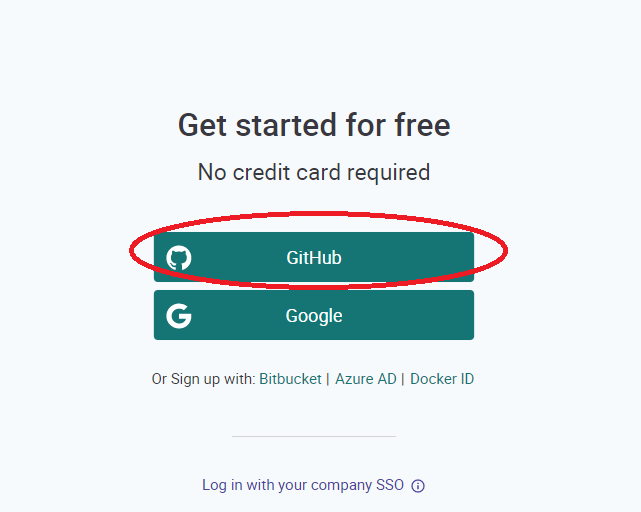 Get started for free
No credit card required
GitHub
Google
Or Sign up with: Bitbucket | Azure AD | Docker ID
Log in with your company SSO